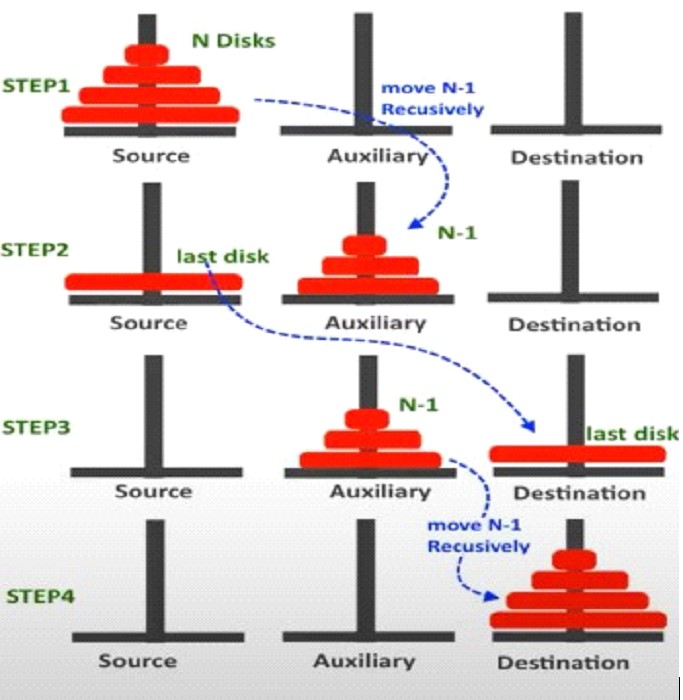 N Disks
STEP1
move N-1
Recusively
Source
Auxiliary
Destination
STEP2
last disk
N-1
Source
Auxiliary
Destination
STEP3
N-1
last disk
Source
Auxiliary
Destination
move N-1
Recusively
STEP4
Source
Auxiliary
Destination